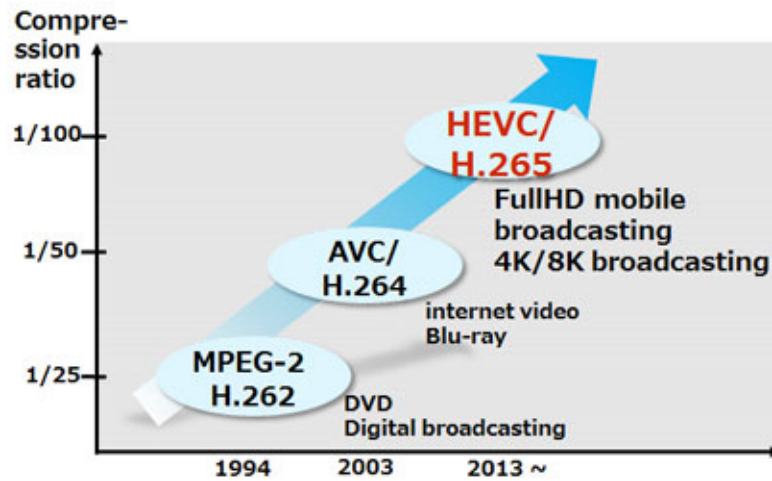 Compre-
ssion
ratio
1/100
HEVC/
H.265
FullHD mobile
broadcasting
4K/8K broadcasting
1/50
AVC/
H.264
internet video
Blu-ray
1/25
MPEG-2
H.262
DVD
Digital broadcasting
1994
2003
2013 ~